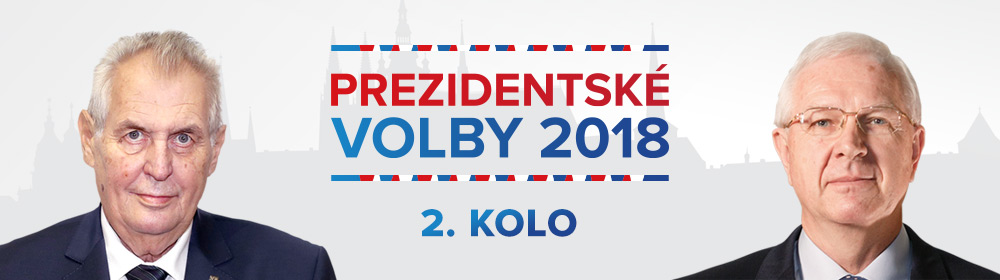 PREZIDENTSKÉ
VOLBY 2018
2. KOLO